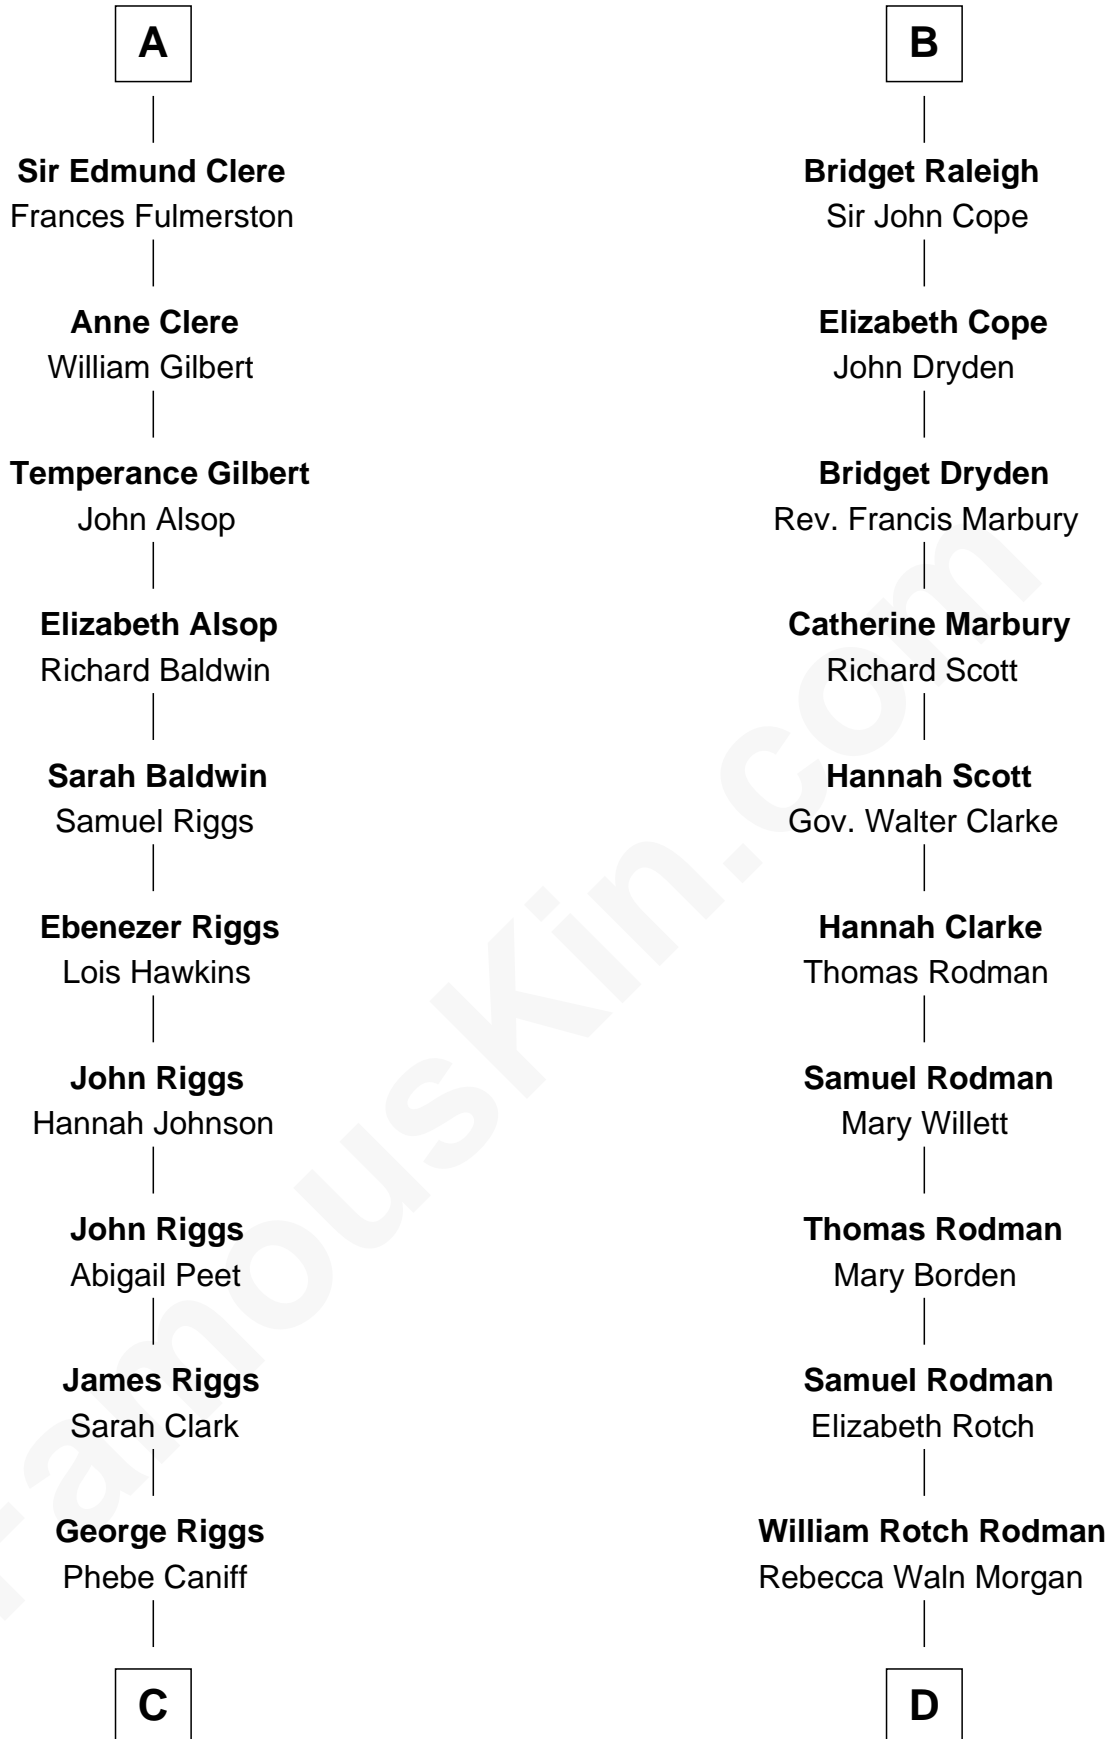 A
Sir Edmund Clere
Frances Fulmerston
Anne Clere
William Gilbert
Temperance Gilbert
John Alsop
Elizabeth Alsop
Richard Baldwin
Sarah Baldwin
Samuel Riggs
Ebenezer Riggs
Lois Hawkins
John Riggs
Hannah Johnson
John Riggs
Abigail Peet
James Riggs
Sarah Clark
George Riggs
Phebe Caniff
C
B
Bridget Raleigh
Sir John Cope
Elizabeth Cope
John Dryden
Bridget Dryden
Rev. Francis Marbury
Catherine Marbury
Richard Scott
Hannah Scott
Gov. Walter Clarke
Hannah Clarke
Thomas Rodman
Samuel Rodman
Mary Willett
Thomas Rodman
Mary Borden
Samuel Rodman
Elizabeth Rotch
William Rotch Rodman
Rebecca Waln Morgan
D
FamousKin.com